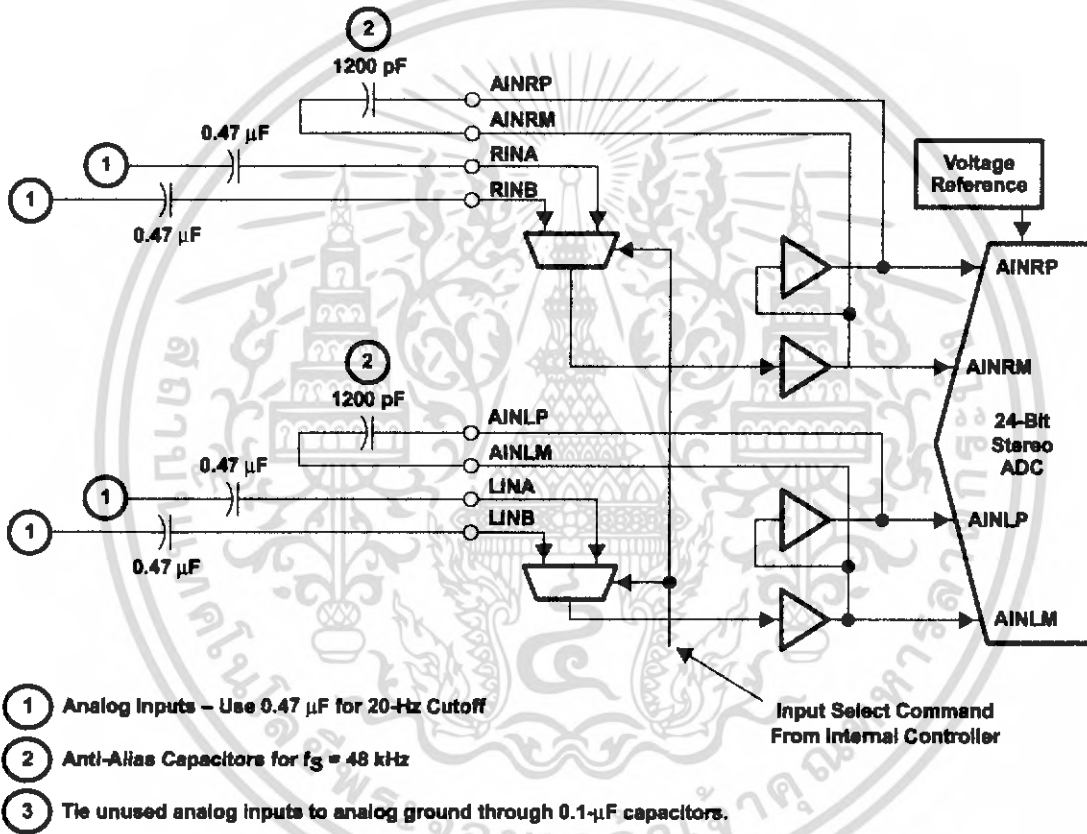 2
1200 pF
AINRP
AINRM
0.47 µF
1
RINA
1
RINB
0.47 µF
Voltage
Reference
AINRP
AINRM
2
1200 pF
AINLP
AINLM
24-Bit
Stereo
ADC
0.47 µF
1
LINA
1
LINB
0.47 µF
AINLP
AINLM
1 Analog Inputs – Use 0.47 µF for 20-Hz Cutoff
Input Select Command
From Internal Controller
2 Anti-Alias Capacitors for fS = 48 kHz
3 Tie unused analog inputs to analog ground through 0.1-µF capacitors.